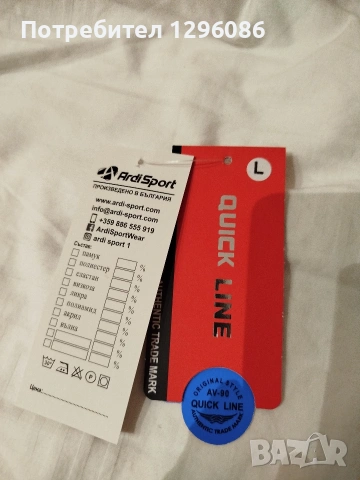 Потребител 1296086
ArdiSport
ПРОИЗВЕДЕНО В БЪЛГАРИЯ
www.ardi-sport.com
info@ardi-sport.com
+359 886 555 919
ArdiSportWear
ardi sport 1
Състав:
памук %
полиестер %
еластан %
вискоза %
ликра %
полиамид %
акрил %
вълна %
%
%
30°
P
Цена:
L
QUICK LINE
AUTHENTIC TRADE MARK
ORIGINAL STYLE
AV-90
QUICK LINE
AUTHENTIC TRADE MARK
BAZAR